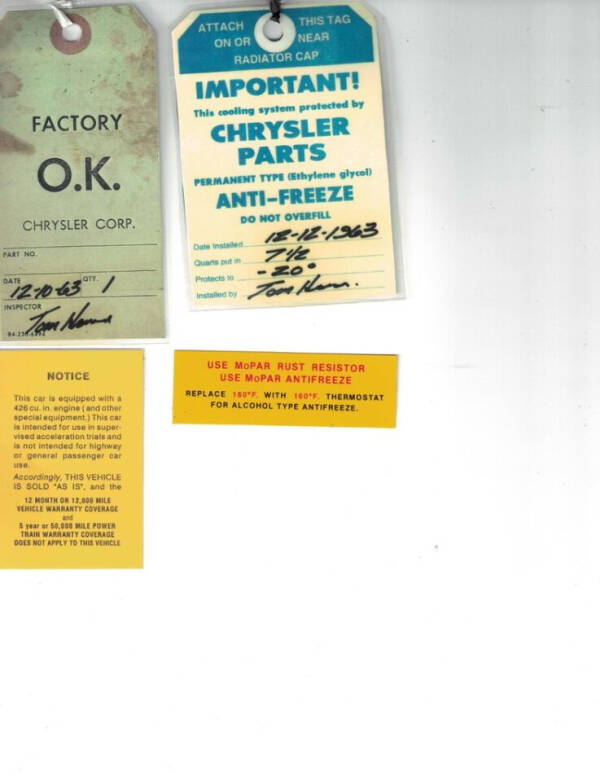 FACTORY
O.K.
CHRYSLER CORP.
PART NO.
DATE 12-10-63 QTY. 1
INSPECTOR Tom
ATTACH THIS TAG
ON OR NEAR
RADIATOR CAP
IMPORTANT!
This cooling system protected by
CHRYSLER
PARTS
PERMANENT TYPE (Ethylene glycol)
ANTI-FREEZE
DO NOT OVERFILL
Date Installed 12-12-1963
Quarts put in 7 1/2
Protects to -20°
Installed by Tom
NOTICE
This car is equipped with a
426 cu. in. engine (and other
special equipment.) This car
is intended for use in super-
vised acceleration trials and
is not intended for highway
or general passenger car
use.
Accordingly, THIS VEHICLE
IS SOLD "AS IS", and the
12 MONTH OR 12,000 MILE
VEHICLE WARRANTY COVERAGE
and
5 year or 50,000 MILE POWER
TRAIN WARRANTY COVERAGE
DOES NOT APPLY TO THIS VEHICLE
USE MoPAR RUST RESISTOR
USE MoPAR ANTIFREEZE
REPLACE 180°F. WITH 160°F. THERMOSTAT
FOR ALCOHOL TYPE ANTIFREEZE.